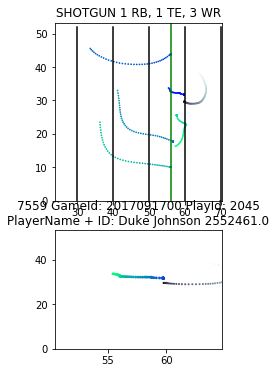 SHOTGUN 1 RB, 1 TE, 3 WR
50
40
30
20
10
0
30 40 50 60 70
7559 GameId: 2017091700 PlayId: 2045
PlayerName + ID: Duke Johnson 2552461.0
40
20
0
55 60